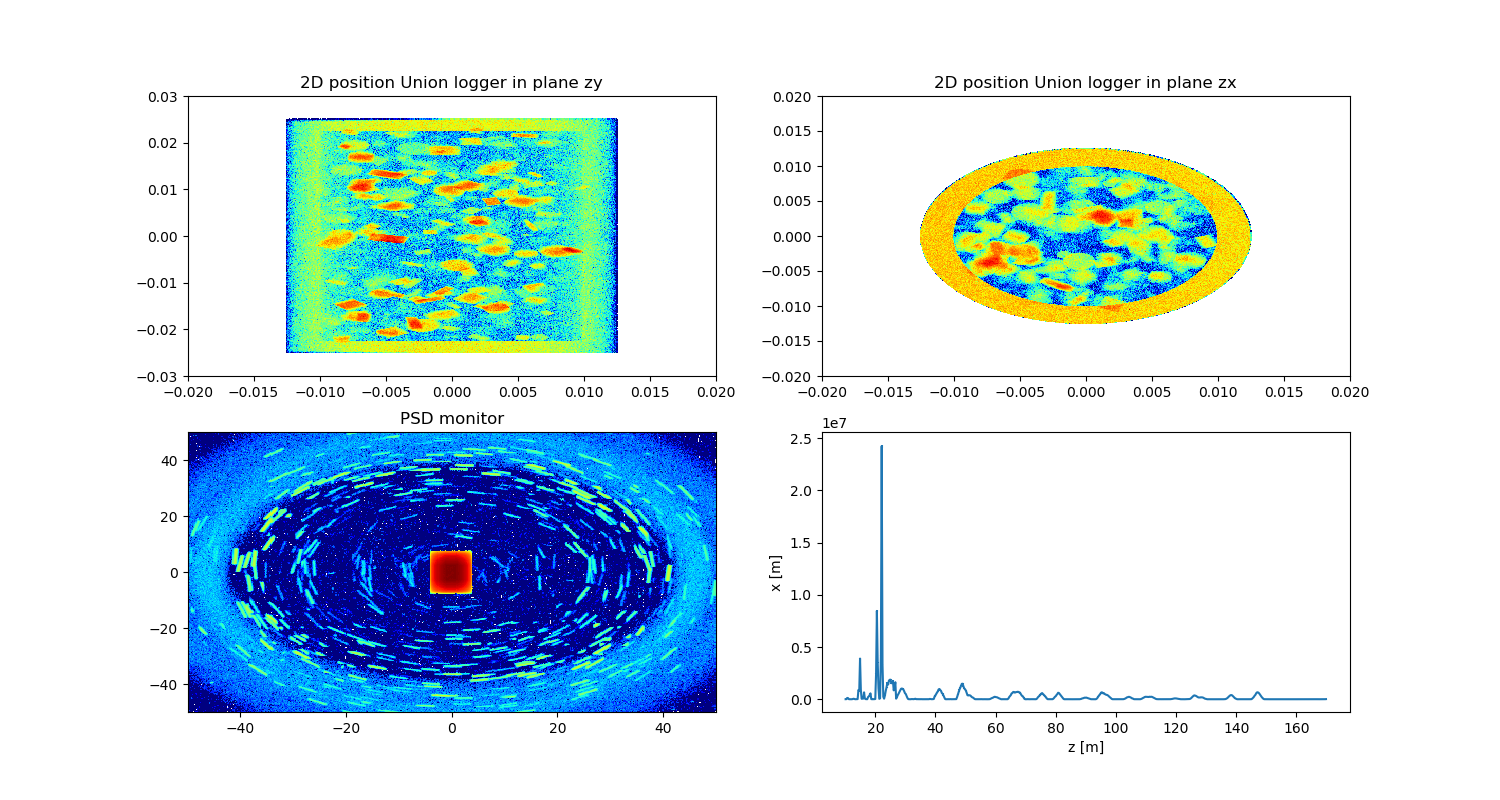 2D position Union logger in plane zy
0.03
0.02
0.01
0.00
−0.01
−0.02
−0.03
−0.020 −0.015 −0.010 −0.005 0.000 0.005 0.010 0.015 0.020
2D position Union logger in plane zx
0.020
0.015
0.010
0.005
0.000
−0.005
−0.010
−0.015
−0.020
−0.020 −0.015 −0.010 −0.005 0.000 0.005 0.010 0.015 0.020
PSD monitor
40
20
0
−20
−40
−40 −20 0 20 40
1e7
2.5
2.0
1.5
1.0
0.5
0.0
x [m]
20 40 60 80 100 120 140 160
z [m]